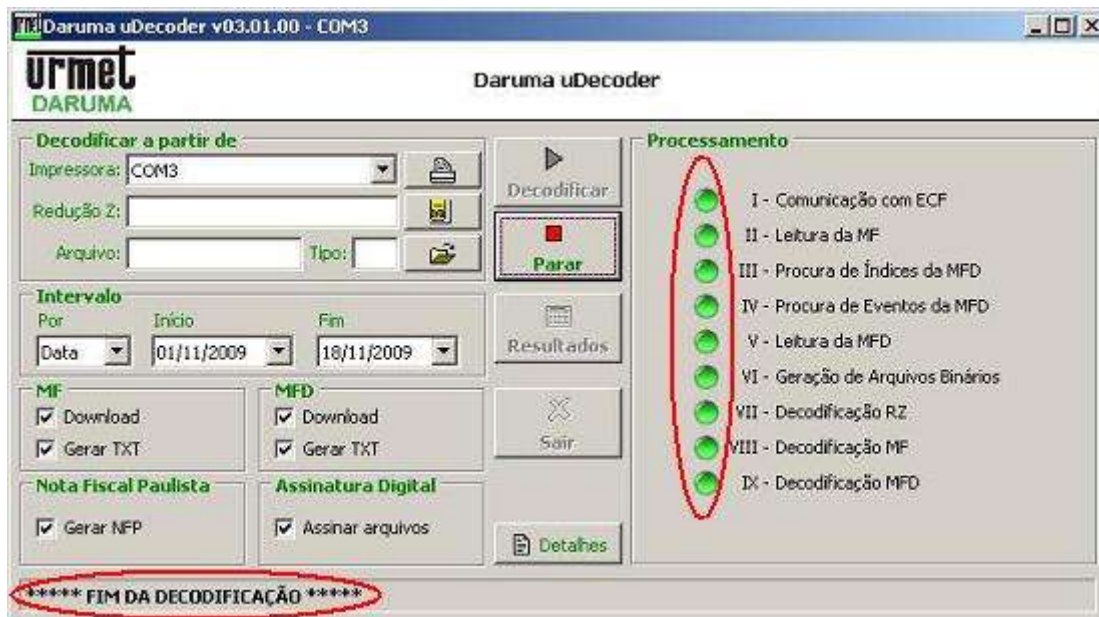 Daruma uDecoder v03.01.00 - COM3
urmet
DARUMA
Daruma uDecoder
Decodificar a partir de
Impressora: COM3
Redução Z:
Arquivo: Tipo:
Intervalo
Por Início Fim
Data 01/11/2009 18/11/2009
MF
Download
Gerar TXT
MFD
Download
Gerar TXT
Nota Fiscal Paulista
Gerar NFP
Assinatura Digital
Assinar arquivos
Decodificar
Parar
Resultados
Sair
Detalhes
Processamento
I - Comunicação com ECF
II - Leitura da MF
III - Procura de Índices da MFD
IV - Procura de Eventos da MFD
V - Leitura da MFD
VI - Geração de Arquivos Binários
VII - Decodificação RZ
VIII - Decodificação MF
IX - Decodificação MFD
***** FIM DA DECODIFICAÇÃO *****